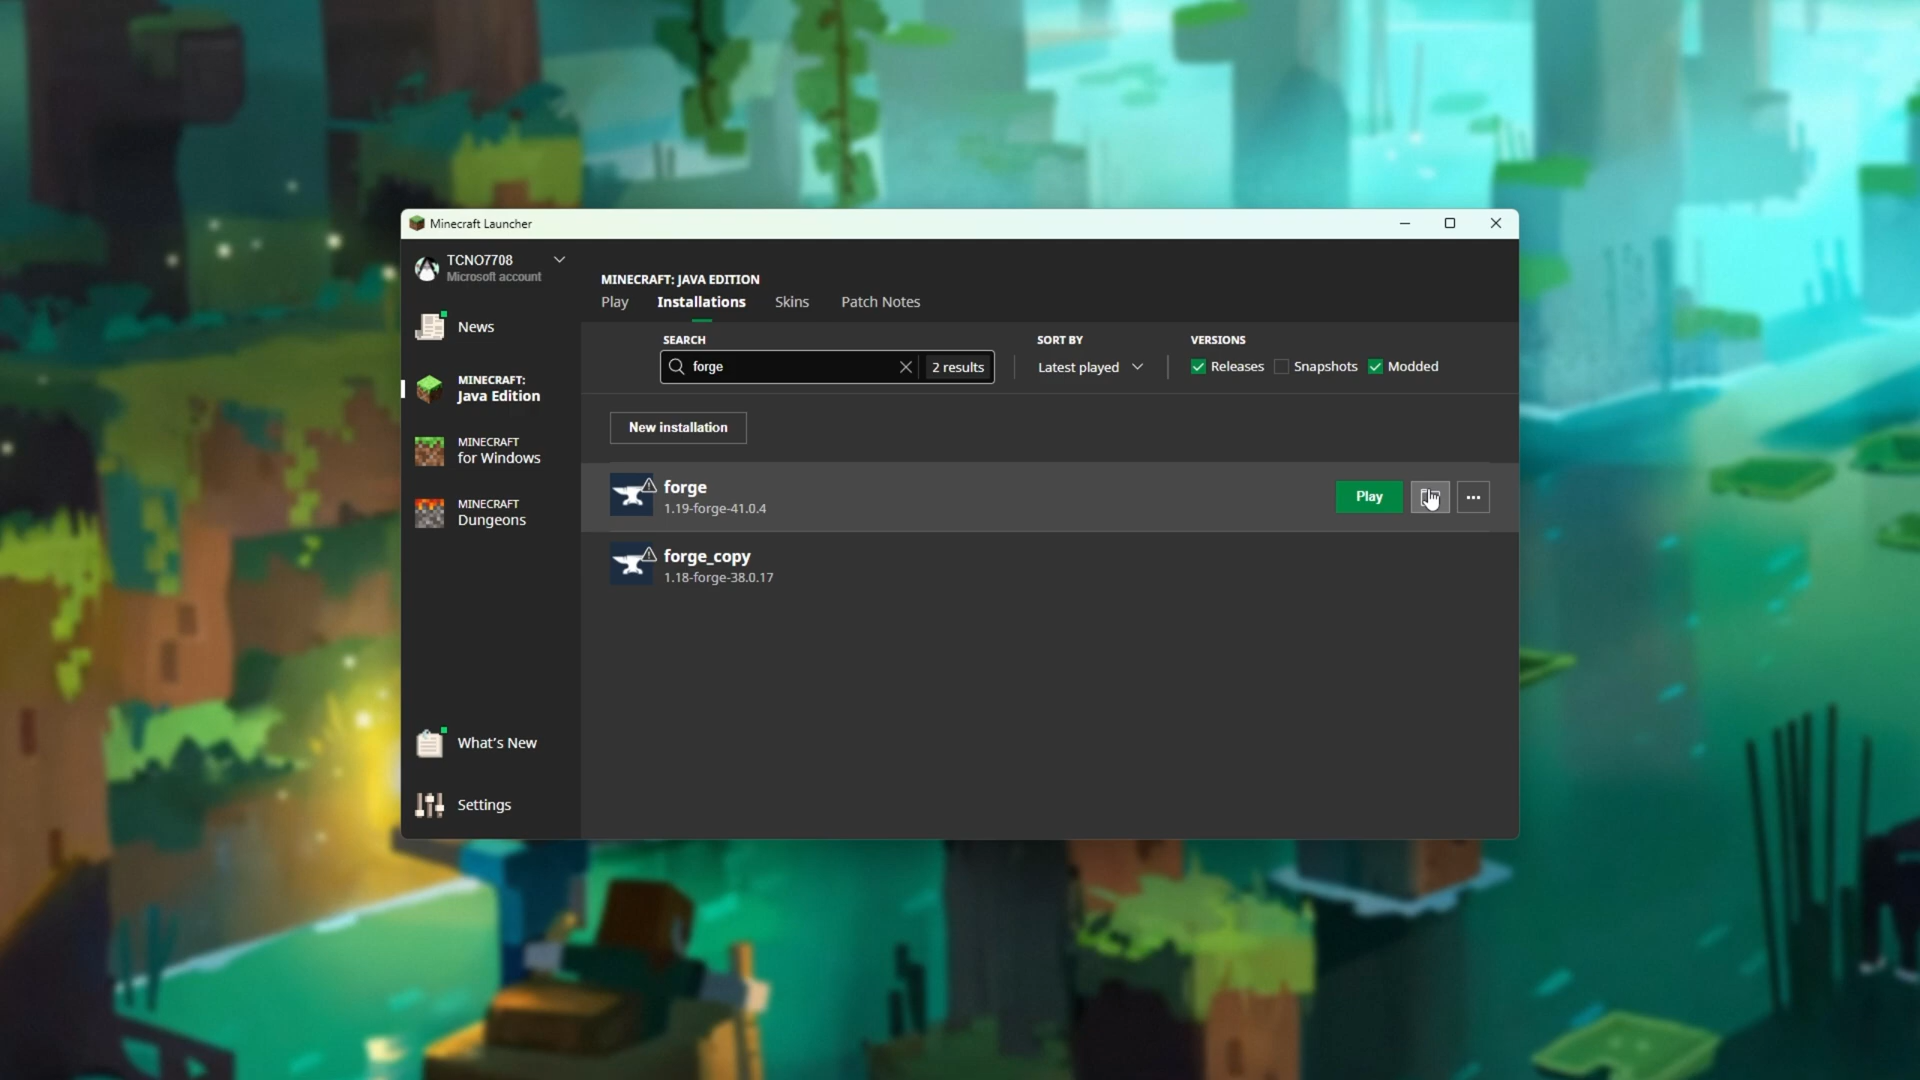 Minecraft Launcher
TCNO7708
Microsoft account
News
MINECRAFT:
Java Edition
MINECRAFT
for Windows
MINECRAFT
Dungeons
What's New
Settings
MINECRAFT: JAVA EDITION
Play Installations Skins Patch Notes
SEARCH
forge
2 results
SORT BY
Latest played
VERSIONS
Releases Snapshots Modded
New installation
forge
1.19-forge-41.0.4
Play
forge_copy
1.18-forge-38.0.17